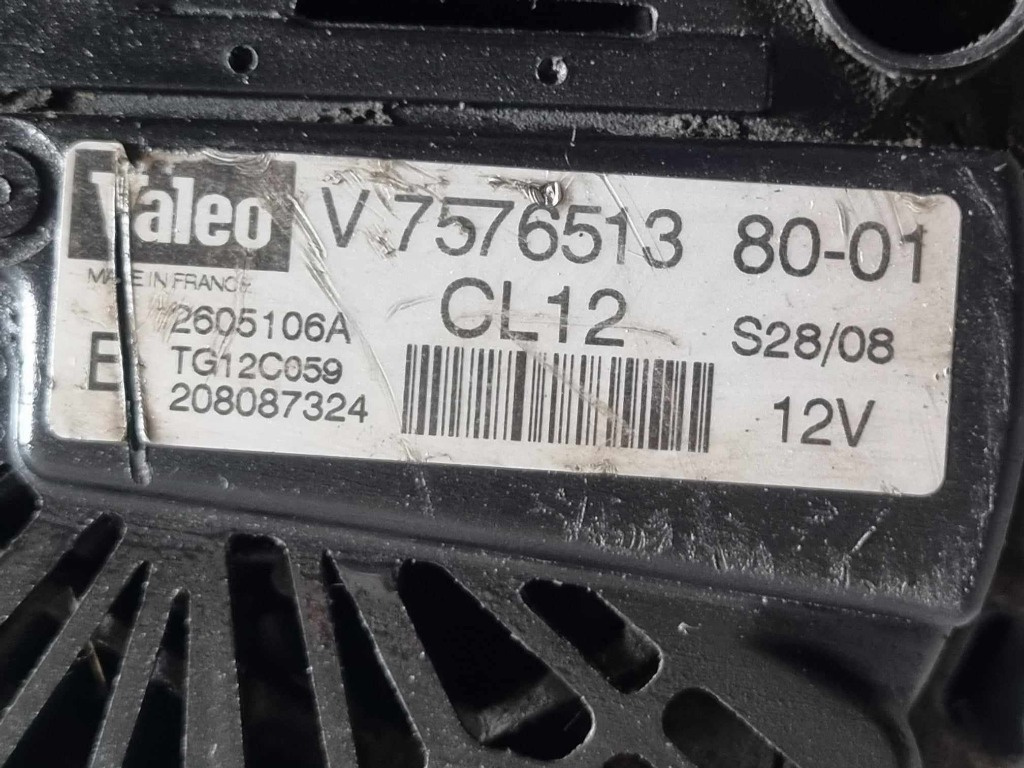 Valeo V 7576513 80-01
MADE IN FRANCE
CL12
2605106A
S28/08
E TG12C059
208087324
12V